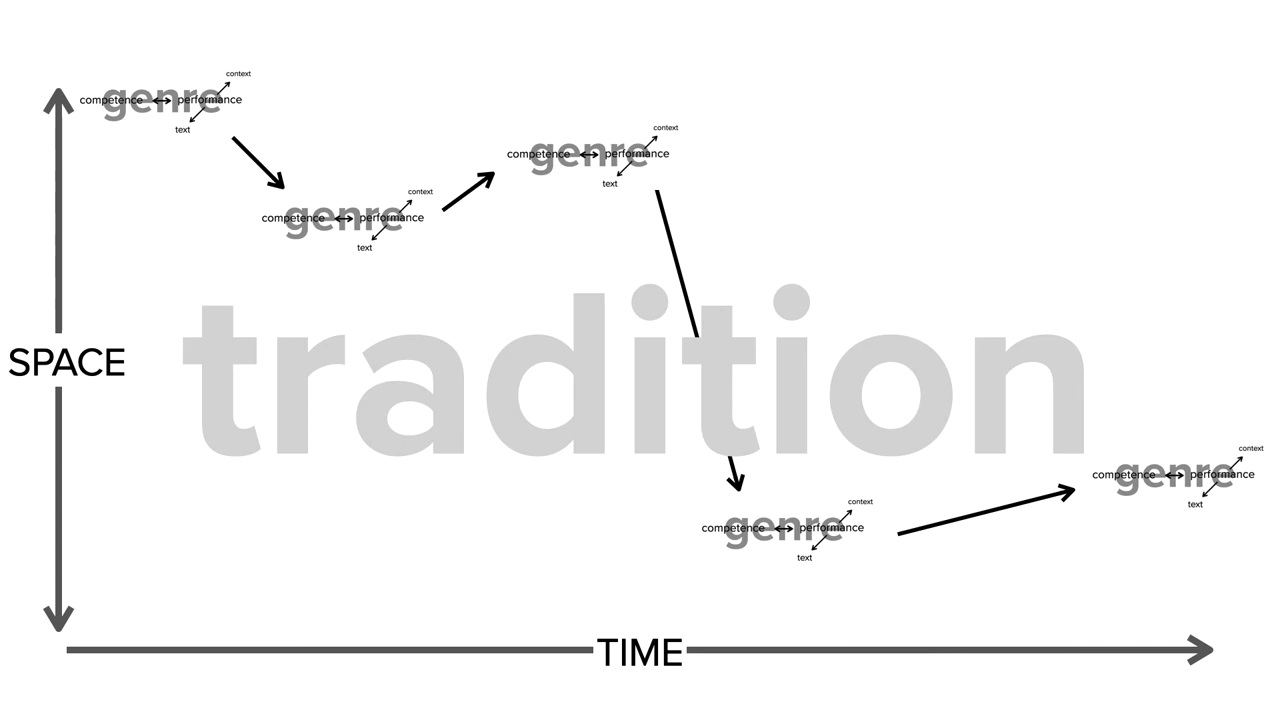 context
genre
competence performance
text
context
genre
competence performance
text
context
genre
competence performance
text
SPACE
tradition
context
genre
competence performance
text
context
genre
competence performance
text
TIME